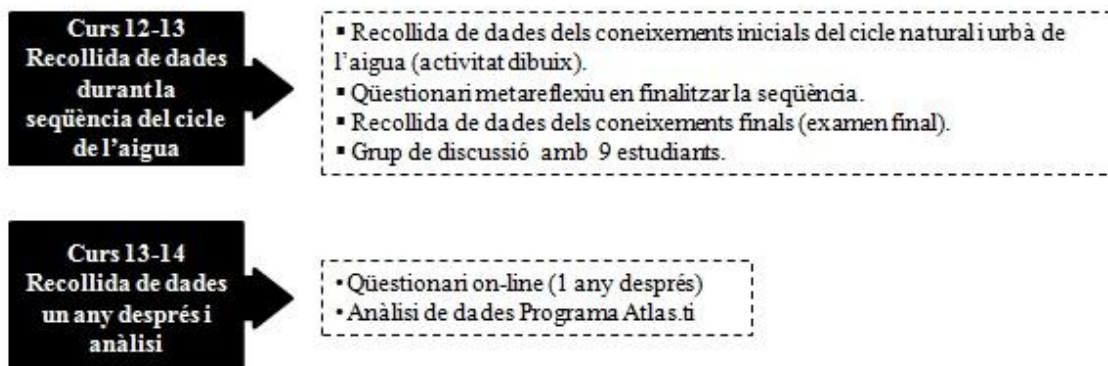 Curs 12-13
Recollida de dades
durant la
seqüència del cicle
de l'aigua
▪ Recollida de dades dels coneixements inicials del cicle natural i urbà de
l'aigua (activitat dibuix).
▪ Qüestionari metareflexiu en finalitzar la seqüència.
▪ Recollida de dades dels coneixements finals (examen final).
▪ Grup de discussió amb 9 estudiants.
Curs 13-14
Recollida de dades
un any després i
anàlisi
• Qüestionari on-line (1 any després)
• Anàlisi de dades Programa Atlas.ti